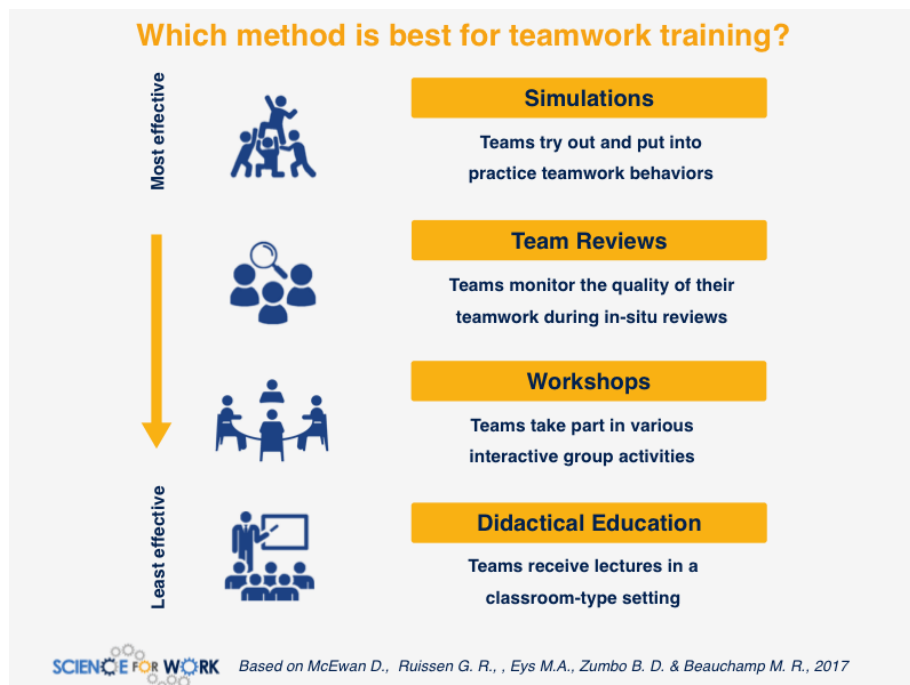 Which method is best for teamwork training?
Most effective
Simulations
Teams try out and put into
practice teamwork behaviors
Team Reviews
Teams monitor the quality of their
teamwork during in-situ reviews
Workshops
Teams take part in various
interactive group activities
Least effective
Didactical Education
Teams receive lectures in a
classroom-type setting
SCIENCE FOR WORK
Based on McEwan D., Ruissen G. R., , Eys M.A., Zumbo B. D. & Beauchamp M. R., 2017